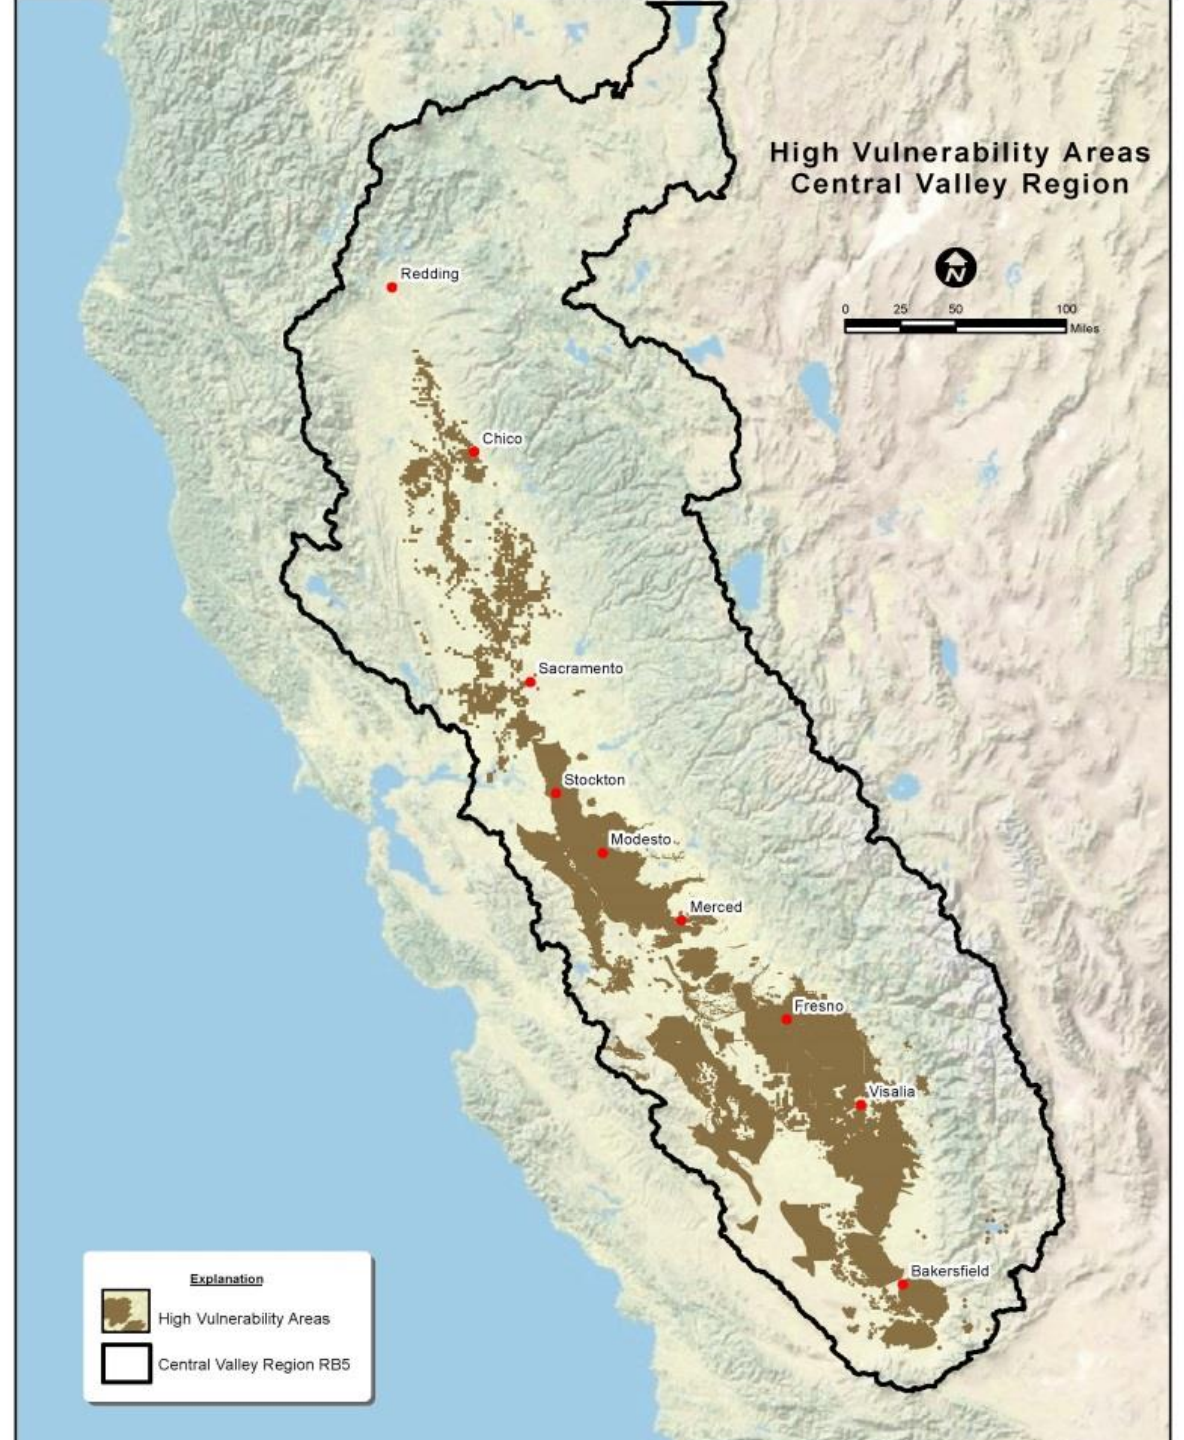 High Vulnerability Areas
Central Valley Region
N
0 25 50 100
Miles
Redding
Chico
Sacramento
Stockton
Modesto
Merced
Fresno
Visalia
Bakersfield
Explanation
High Vulnerability Areas
Central Valley Region RB5